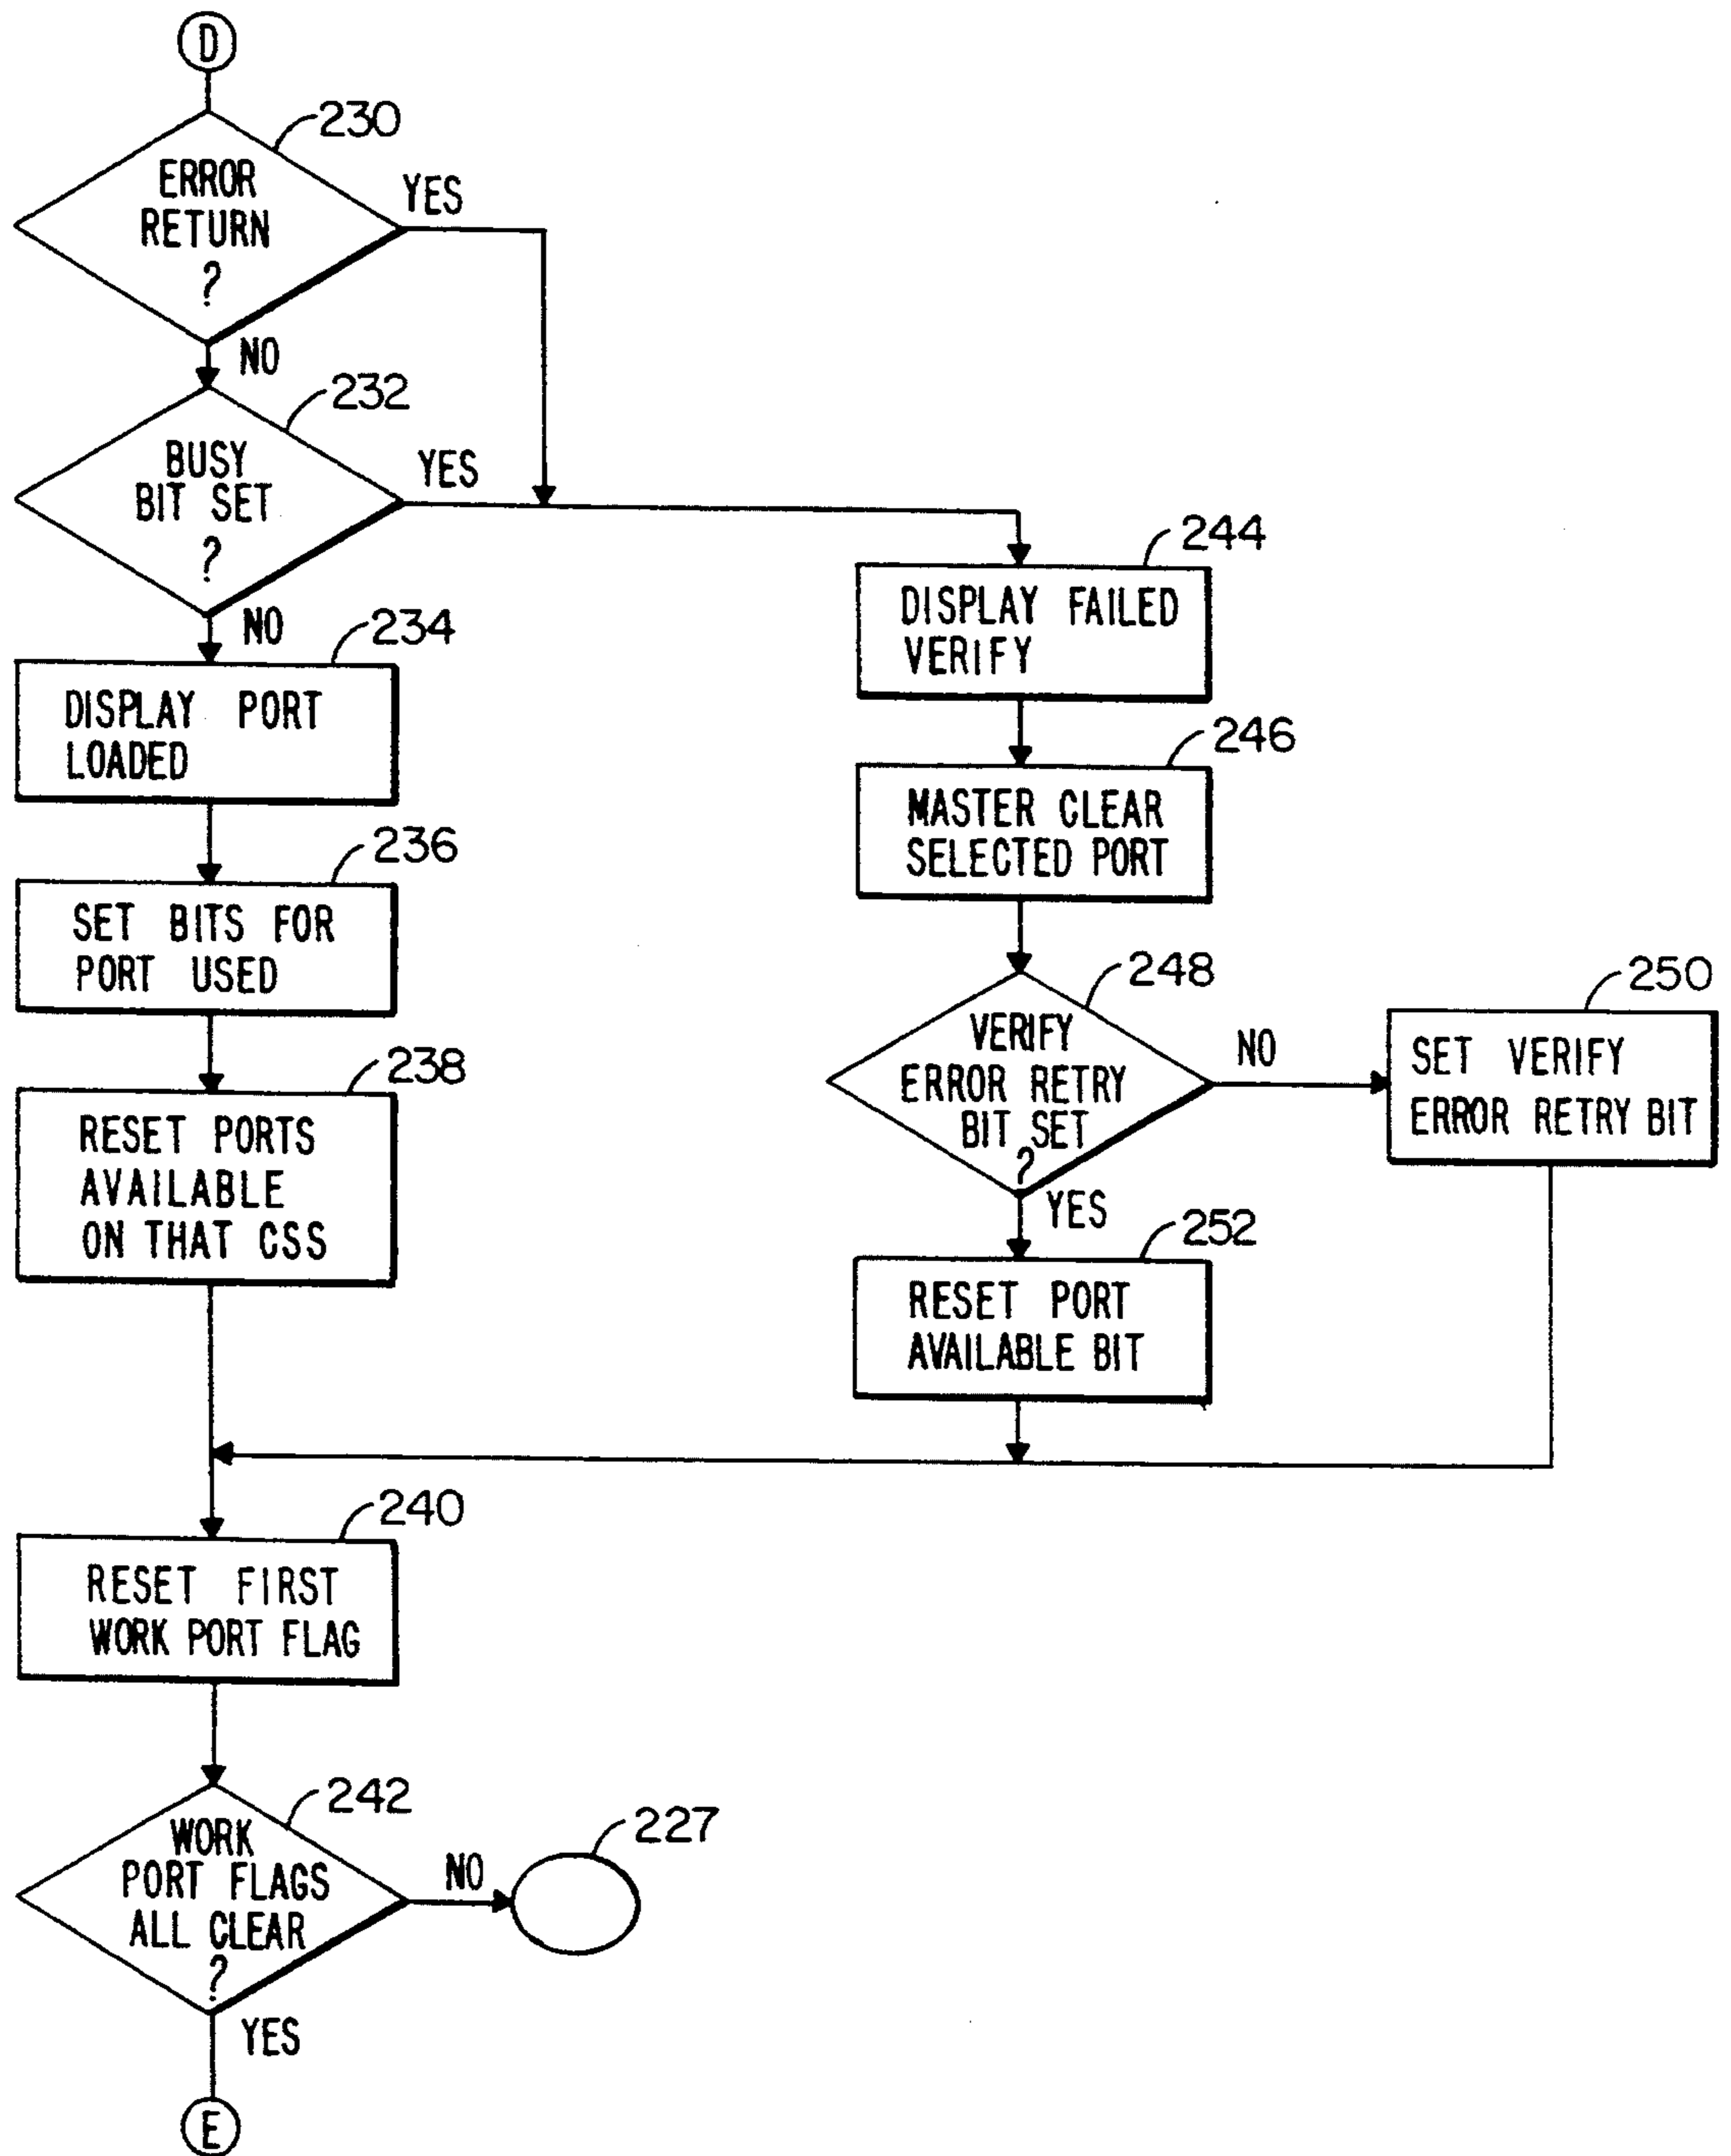 D
230
ERROR
RETURN
?
YES
NO
232
BUSY
BIT SET
?
YES
NO
234
DISPLAY PORT
LOADED
236
SET BITS FOR
PORT USED
238
RESET PORTS
AVAILABLE
ON THAT CSS
244
DISPLAY FAILED
VERIFY
246
MASTER CLEAR
SELECTED PORT
248
VERIFY
ERROR RETRY
BIT SET
?
NO
YES
250
SET VERIFY
ERROR RETRY BIT
252
RESET PORT
AVAILABLE BIT
240
RESET FIRST
WORK PORT FLAG
242
WORK
PORT FLAGS
ALL CLEAR
?
NO
227
YES
E